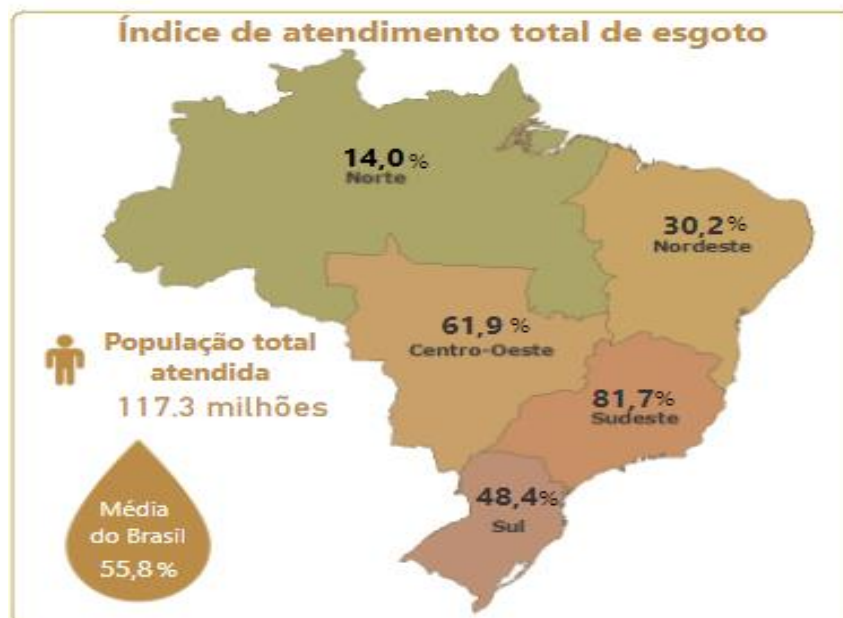 Índice de atendimento total de esgoto
14,0 %
Norte
30,2 %
Nordeste
61,9 %
Centro-Oeste
População total
atendida
117.3 milhões
81,7%
Sudeste
48,4%
Sul
Média
do Brasil
55,8 %